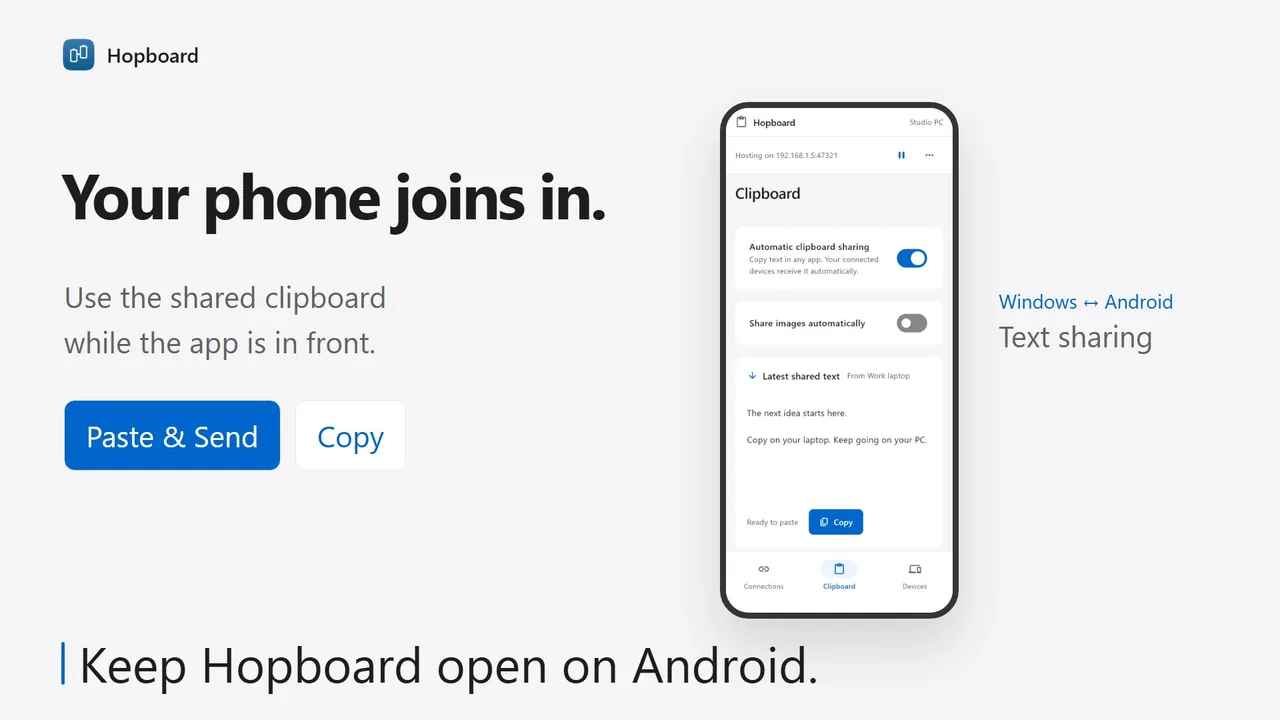 Hopboard
Your phone joins in.
Use the shared clipboard
while the app is in front.
Paste & Send
Copy
Hopboard
Studio PC
Hosting on 192.168.1.5:47321
Clipboard
Automatic clipboard sharing
Copy text in any app. Your connected
devices receive it automatically.
Share images automatically
Latest shared text From Work laptop
The next idea starts here.
Copy on your laptop. Keep going on your PC.
Ready to paste
Copy
Connections
Clipboard
Devices
Windows ↔ Android
Text sharing
Keep Hopboard open on Android.